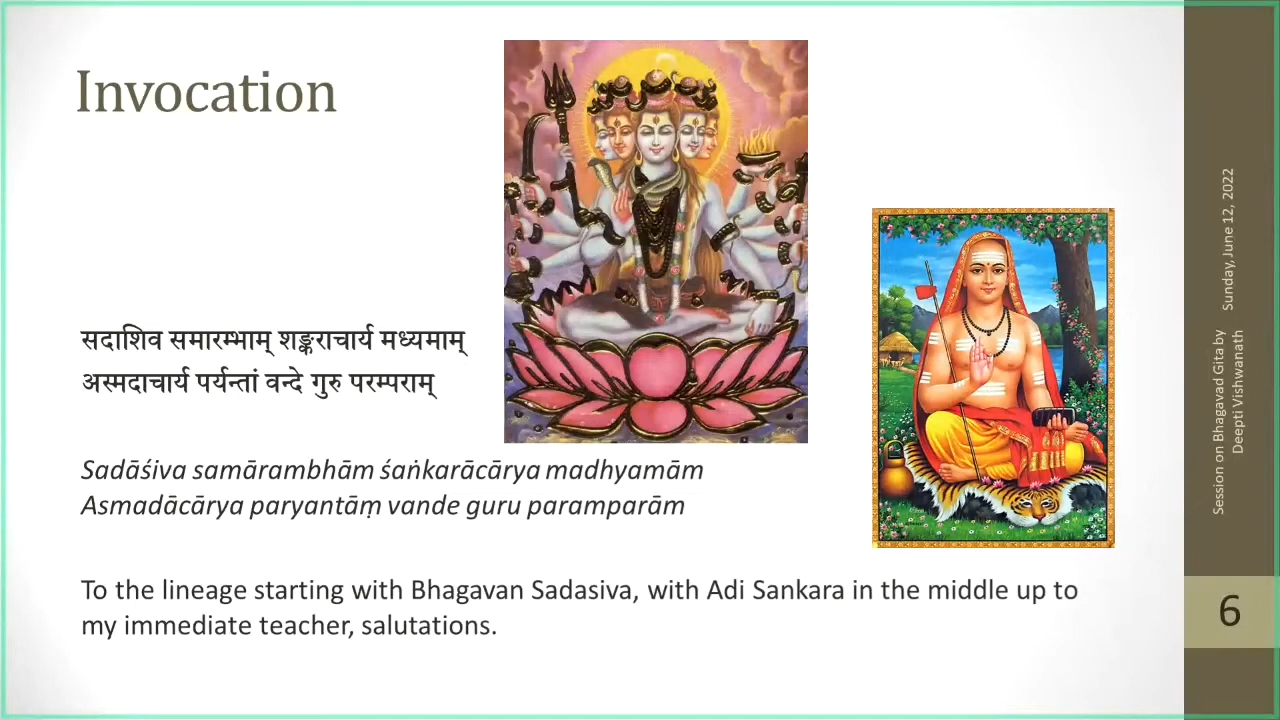 Invocation
सदाशिव समारम्भाम् शङ्कराचार्य मध्यमाम्
अस्मदाचार्य पर्यन्तां वन्दे गुरु परम्पराम्
Sadāśiva samārambhām śaṅkarācārya madhyamām
Asmadācārya paryantāṃ vande guru paramparām
To the lineage starting with Bhagavan Sadasiva, with Adi Sankara in the middle up to
my immediate teacher, salutations.
Sunday, June 12, 2022
Session on Bhagavad Gita by
Deepti Vishwanath
6